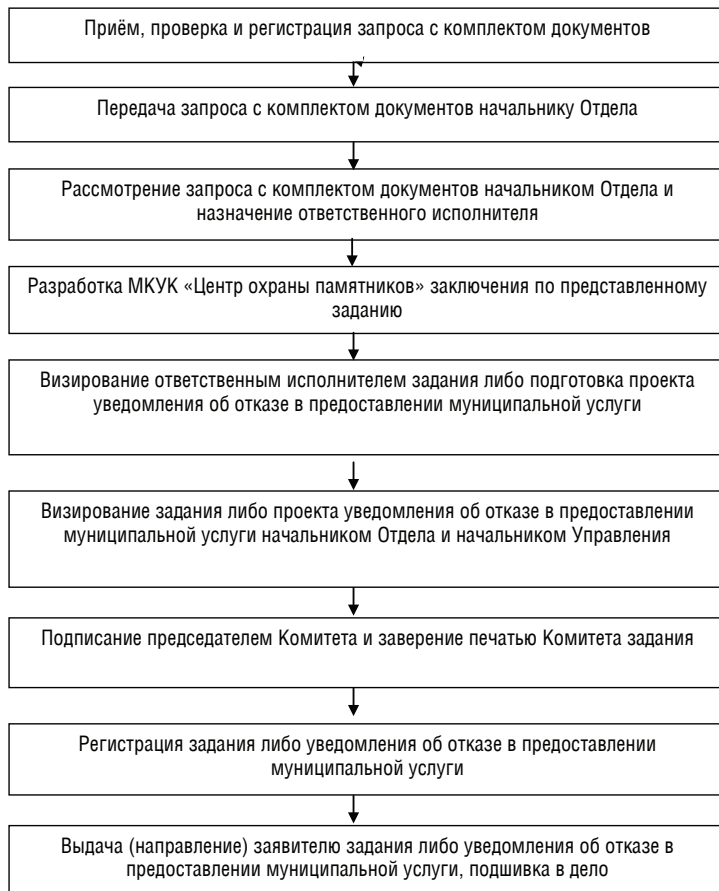 Приём, проверка и регистрация запроса с комплектом документов
Передача запроса с комплектом документов начальнику Отдела
Рассмотрение запроса с комплектом документов начальником Отдела и
назначение ответственного исполнителя
Разработка МКУК «Центр охраны памятников» заключения по представленному
заданию
Визирование ответственным исполнителем задания либо подготовка проекта
уведомления об отказе в предоставлении муниципальной услуги
Визирование задания либо проекта уведомления об отказе в предоставлении
муниципальной услуги начальником Отдела и начальником Управления
Подписание председателем Комитета и заверение печатью Комитета задания
Регистрация задания либо уведомления об отказе в предоставлении
муниципальной услуги
Выдача (направление) заявителю задания либо уведомления об отказе в
предоставлении муниципальной услуги, подшивка в дело